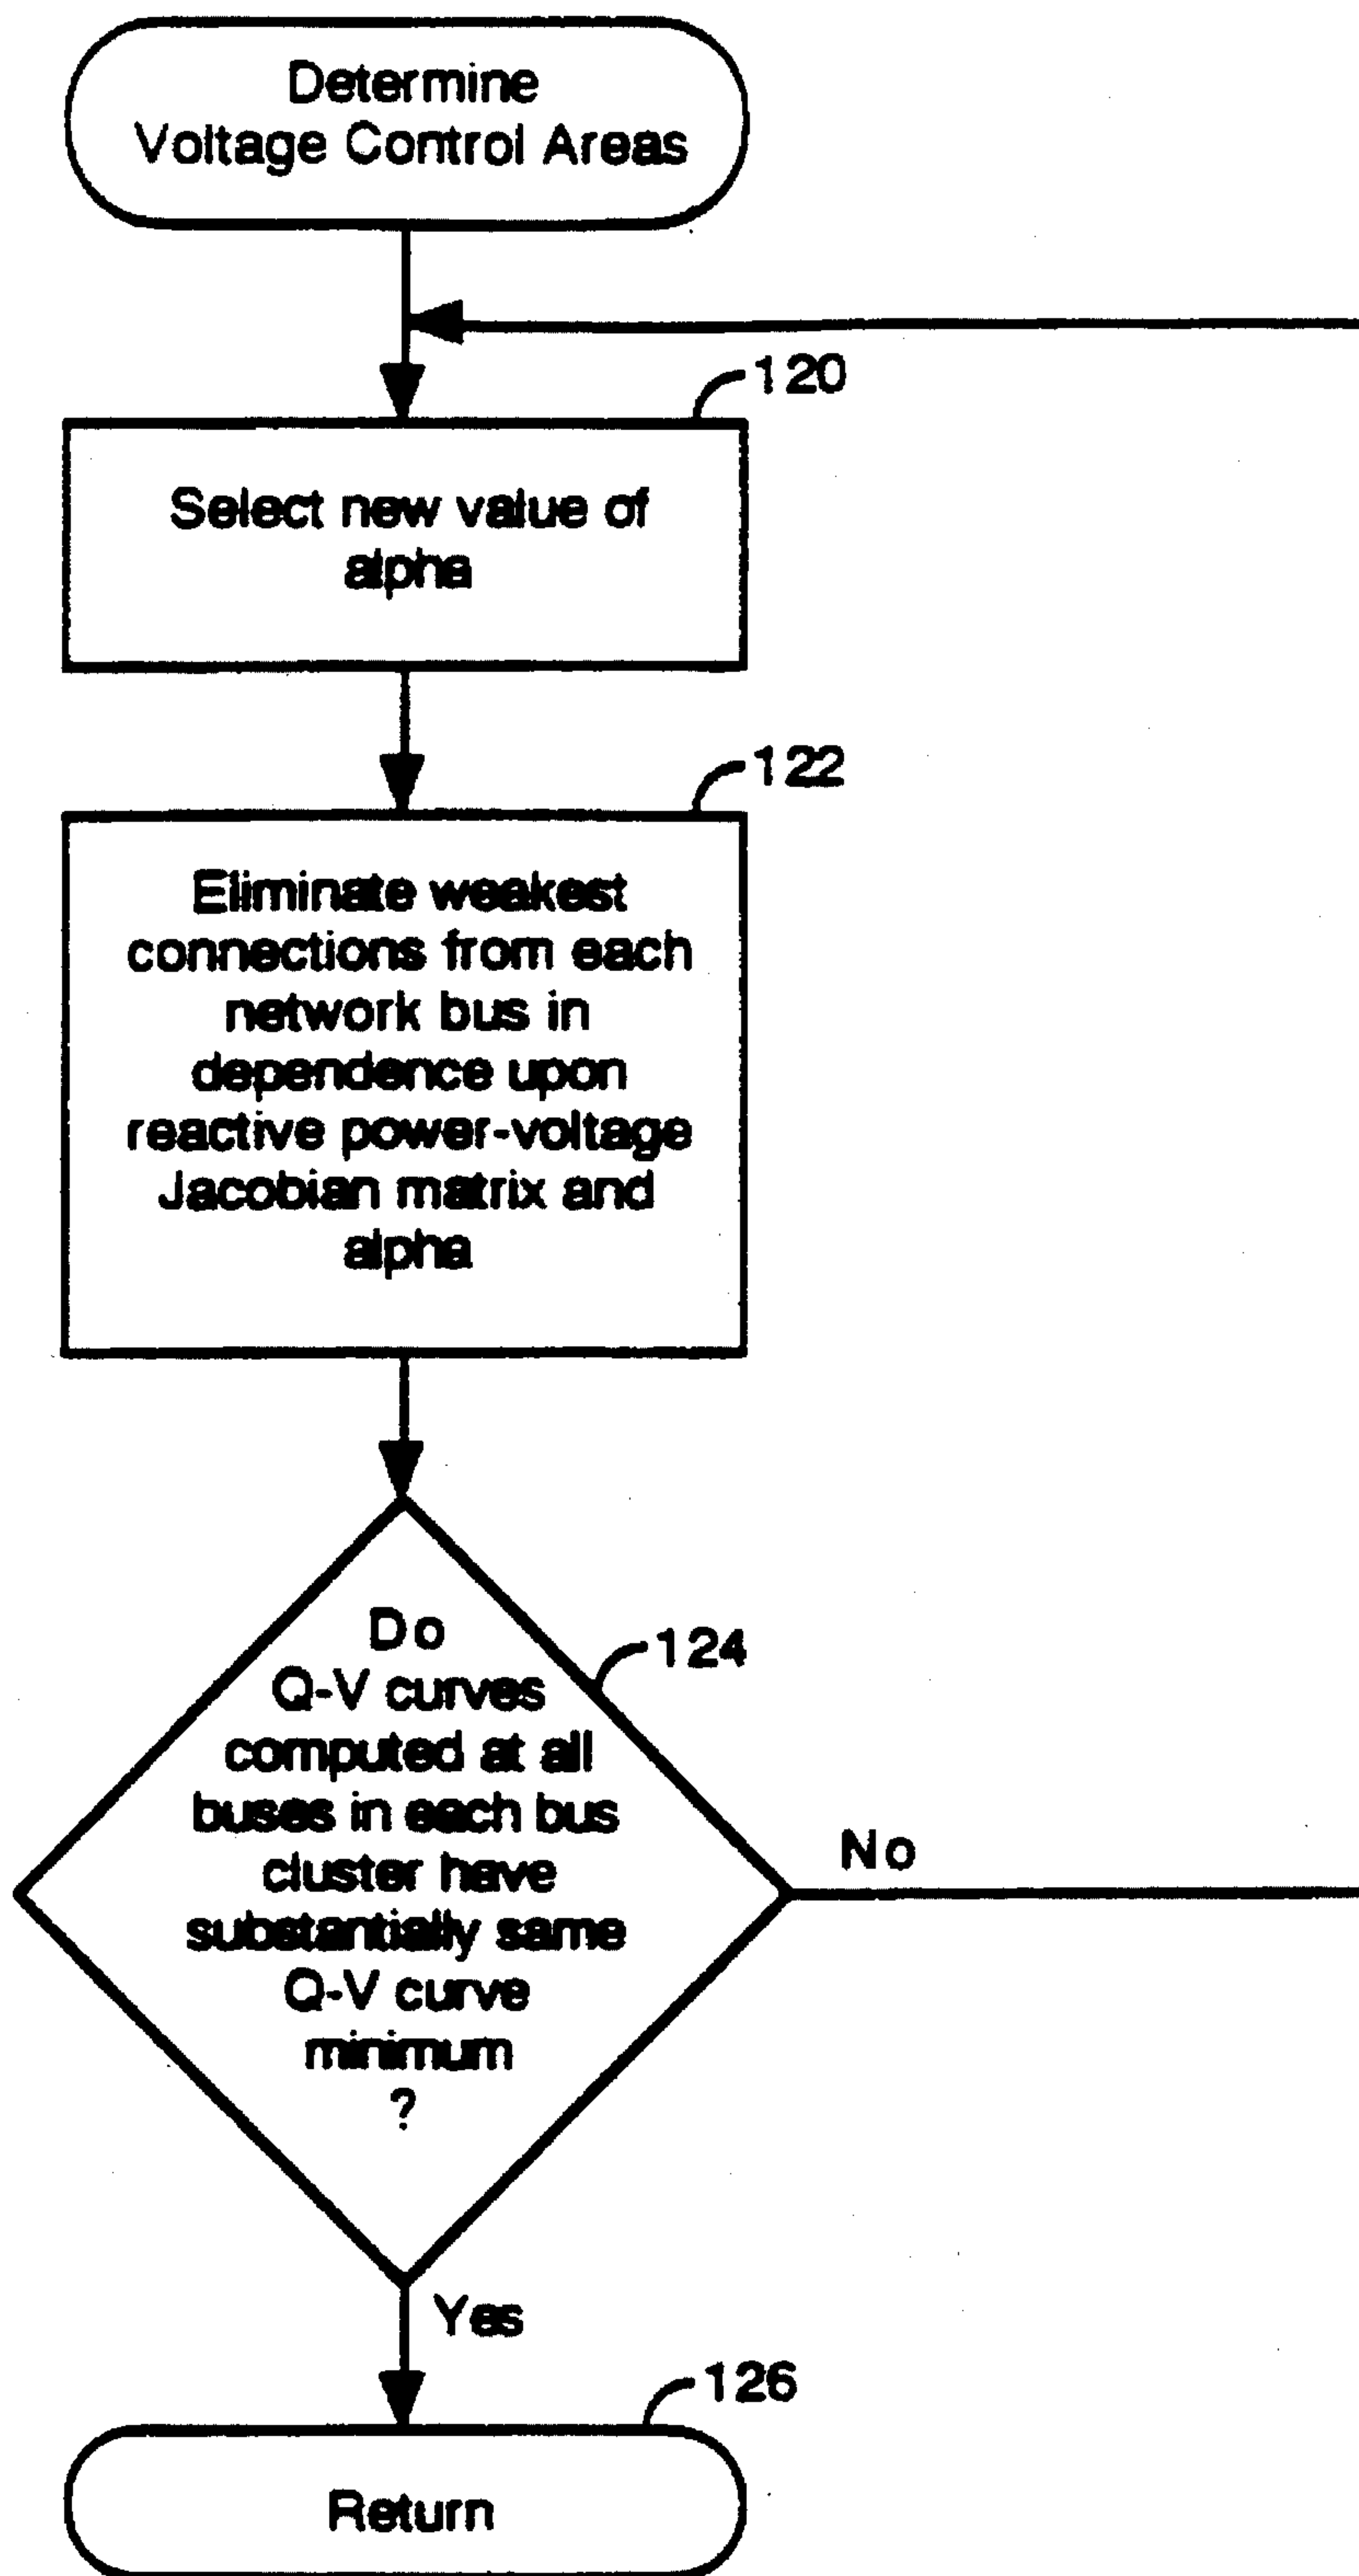 Determine
Voltage Control Areas
120
Select new value of
alpha
122
Eliminate weakest
connections from each
network bus in
dependence upon
reactive power-voltage
Jacobian matrix and
alpha
124
Do
Q-V curves
computed at all
buses in each bus
cluster have
substantially same
Q-V curve
minimum
?
No
Yes
126
Return